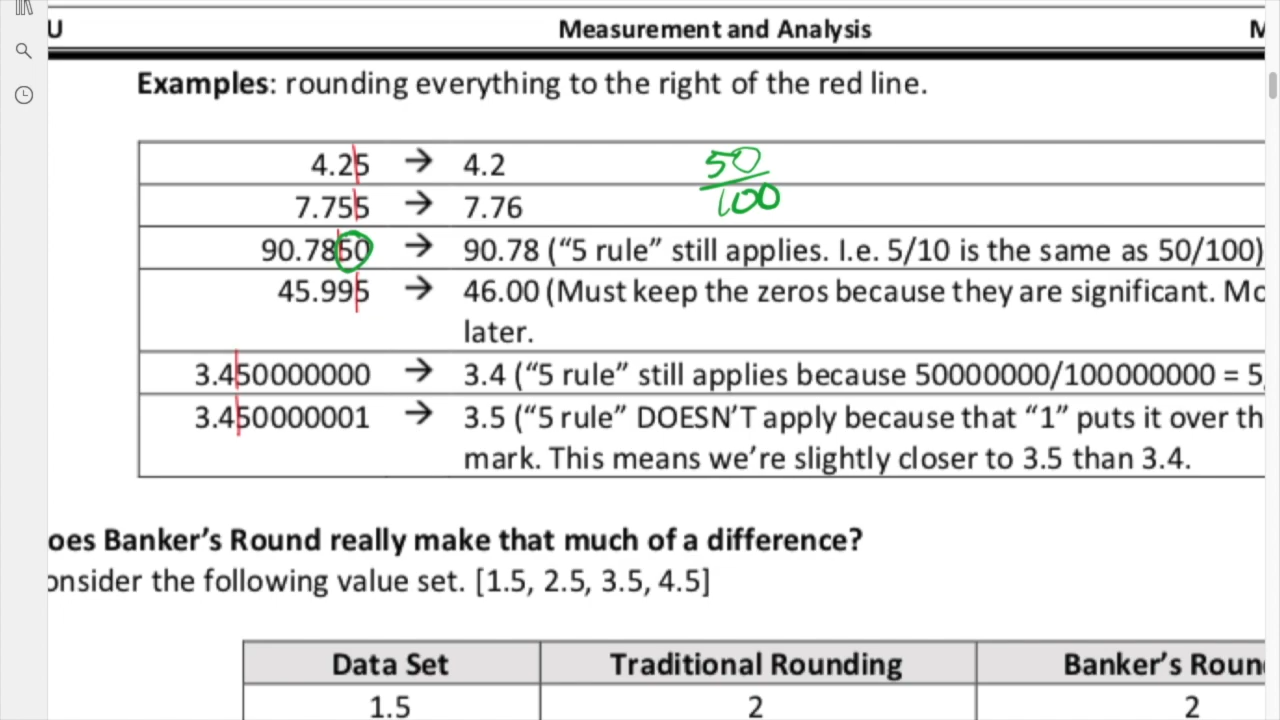 U Measurement and Analysis M
Examples: rounding everything to the right of the red line.
4.25 → 4.2
50
100
7.755 → 7.76
90.7850 → 90.78 (“5 rule” still applies. I.e. 5/10 is the same as 50/100)
45.995 → 46.00 (Must keep the zeros because they are significant. Mo
later.
3.450000000 → 3.4 (“5 rule” still applies because 50000000/100000000 = 5
3.450000001 → 3.5 (“5 rule” DOESN’T apply because that “1” puts it over th
mark. This means we’re slightly closer to 3.5 than 3.4.
oes Banker’s Round really make that much of a difference?
onsider the following value set. [1.5, 2.5, 3.5, 4.5]
Data Set Traditional Rounding Banker’s Roun
1.5 2 2